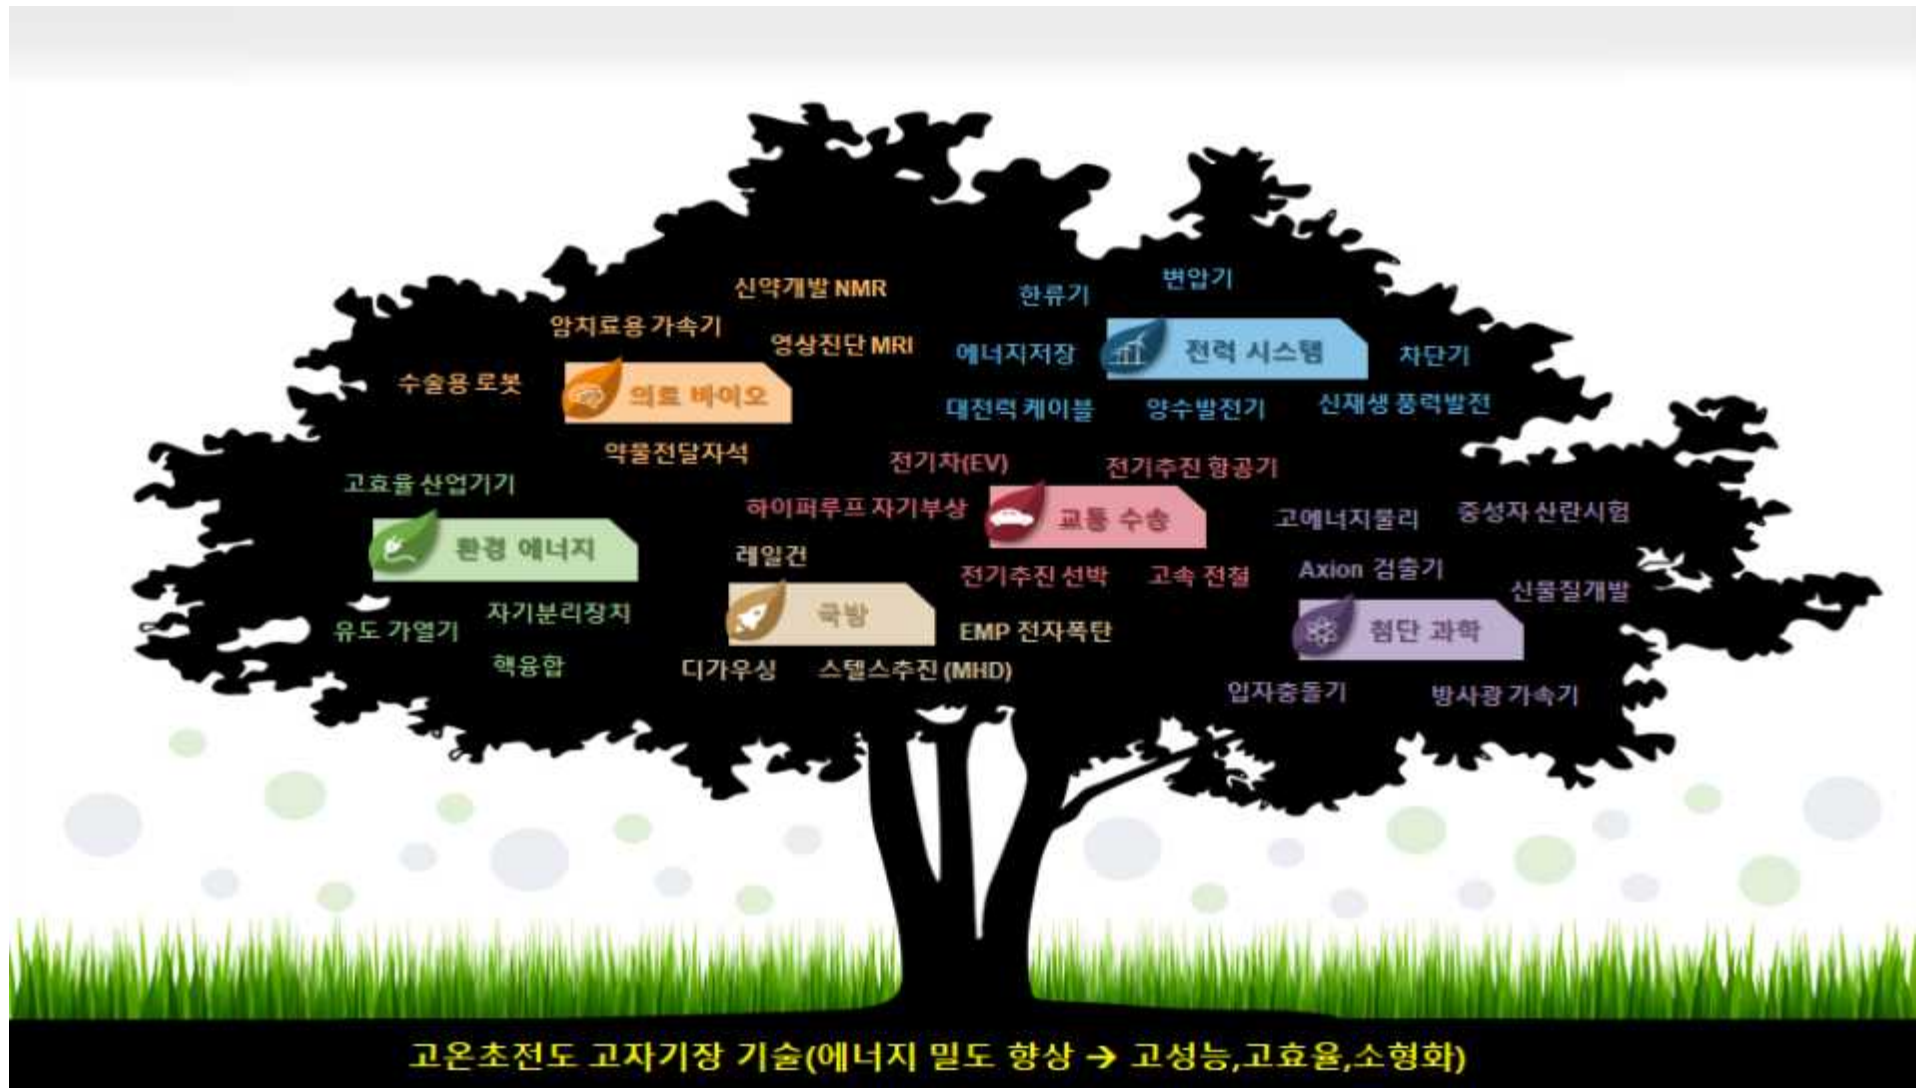 신약개발 NMR
암치료용 가속기
영상진단 MRI
수술용 로봇
의료 바이오
약물전달자석
변압기
한류기
에너지저장
전력 시스템
차단기
대전력 케이블
양수발전기
신재생 풍력발전
고효율 산업기기
환경 에너지
자기분리장치
유도 가열기
핵융합
전기차(EV)
전기추진 항공기
하이퍼루프 자기부상
교통 수송
전기추진 선박
고속 전철
레일건
국방
EMP 전자폭탄
디가우싱
스텔스추진 (MHD)
고에너지물리
중성자 산란시험
Axion 검출기
신물질개발
첨단 과학
입자충돌기
방사광 가속기
고온초전도 고자기장 기술(에너지 밀도 향상 → 고성능,고효율,소형화)